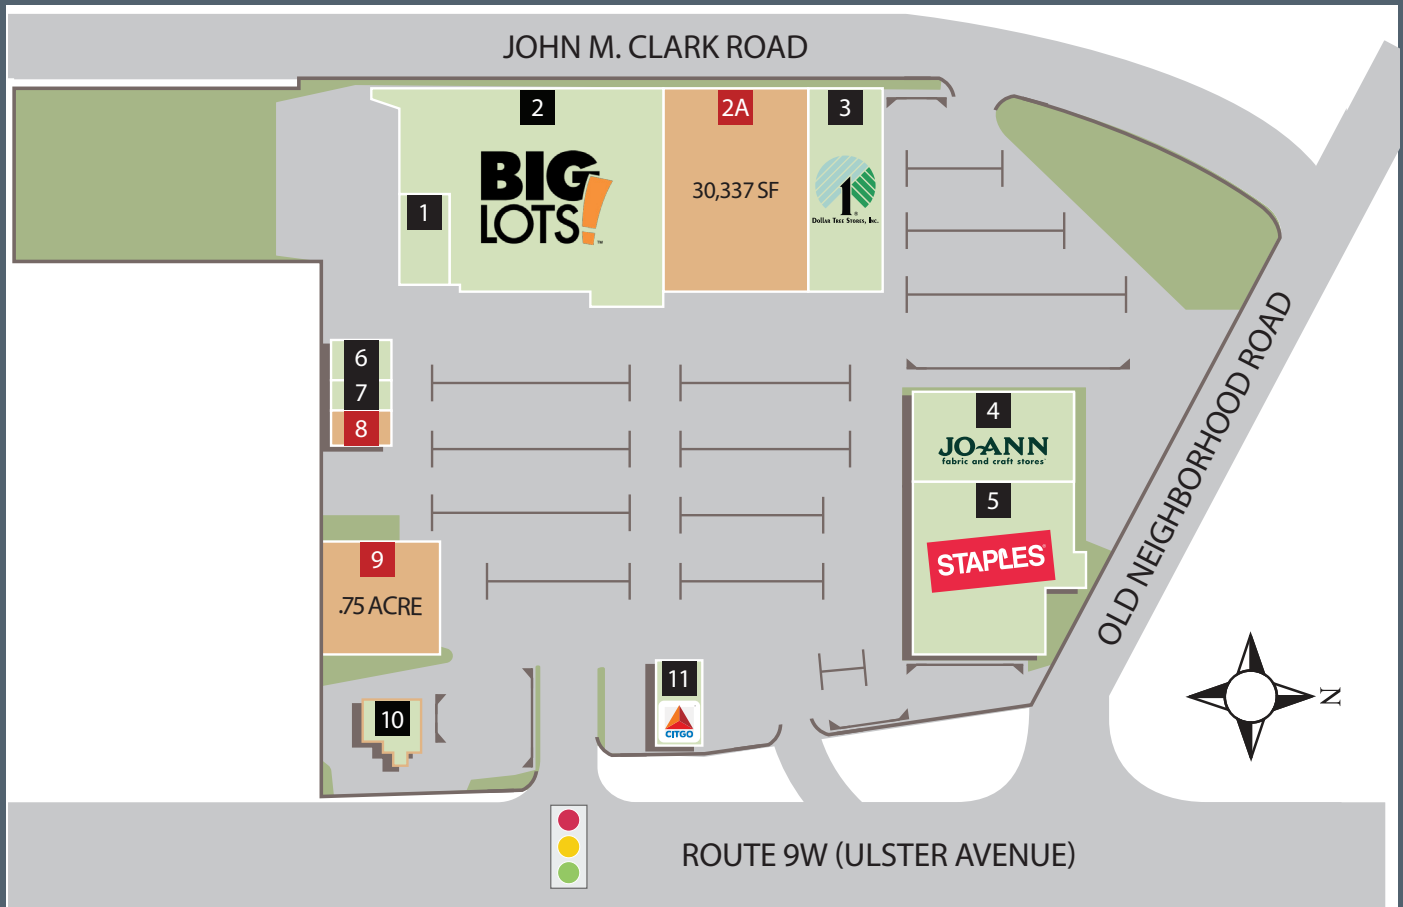 JOHN M. CLARK ROAD
2
2A
3
BIG
LOTS!
™
30,337 SF
1
1
®
DOLLAR TREE STORES, INC.
6
7
8
4
JO-ANN
fabric and craft stores
5
STAPLES
OLD NEIGHBORHOOD ROAD
9
.75 ACRE
11
CITGO
10
N
ROUTE 9W (ULSTER AVENUE)